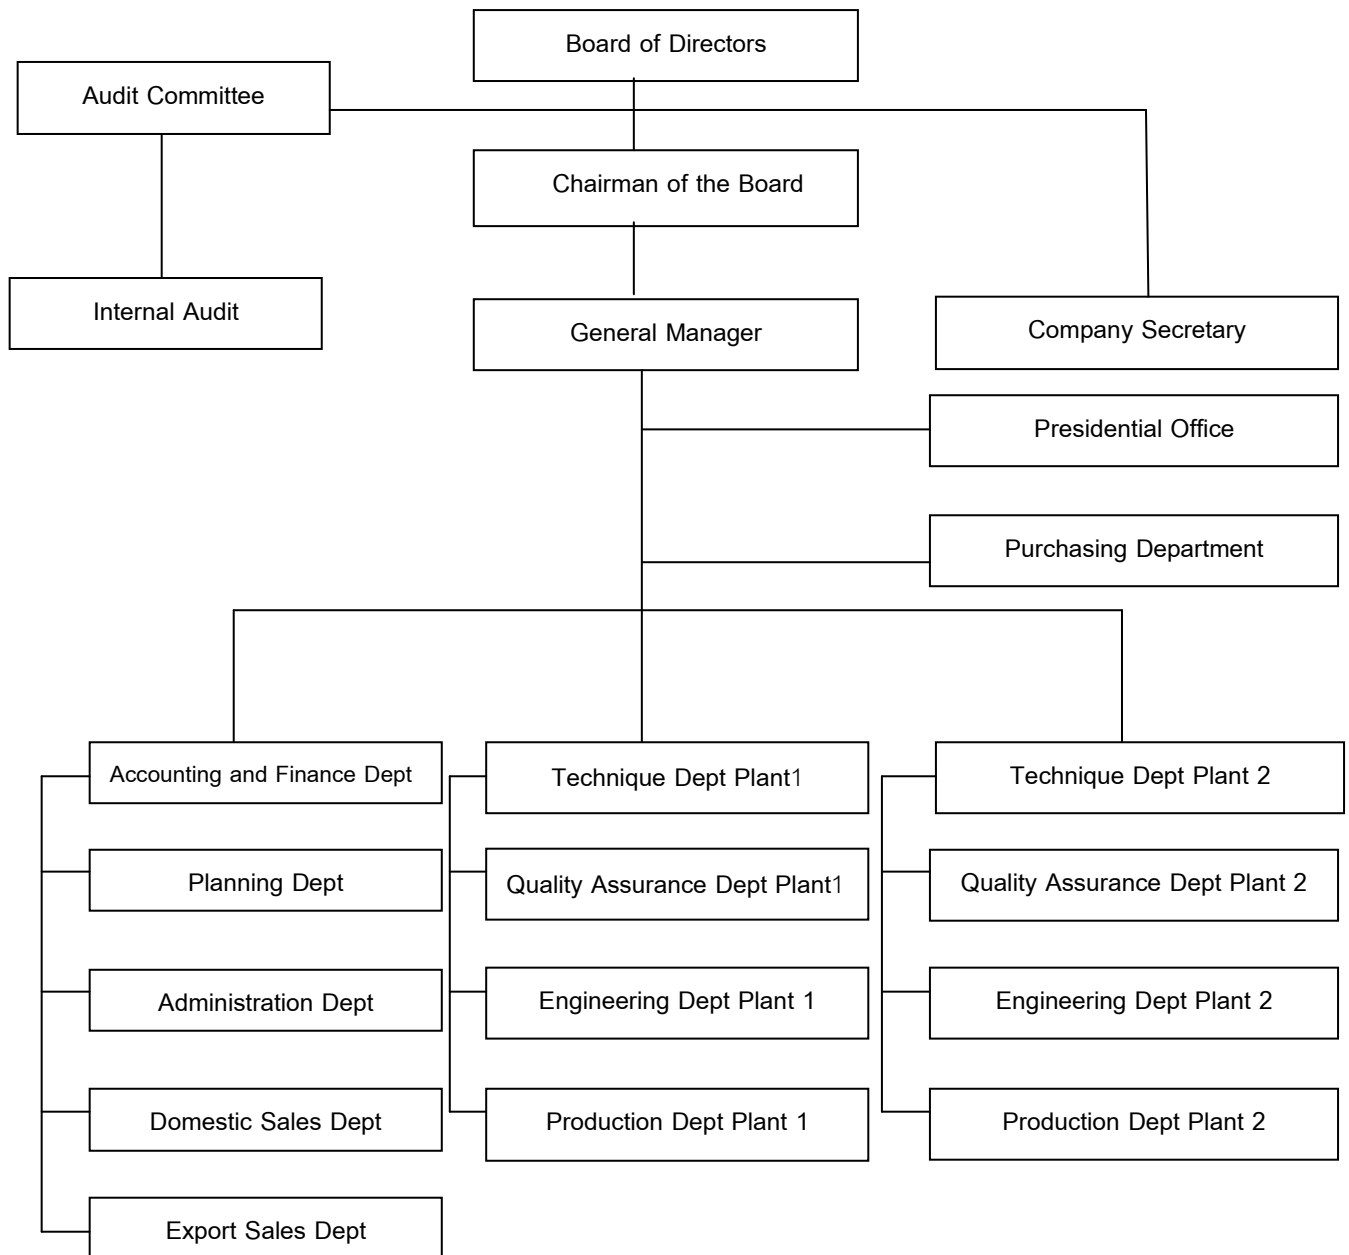 Board of Directors
Audit Committee
Chairman of the Board
Internal Audit
General Manager
Company Secretary
Presidential Office
Purchasing Department
Accounting and Finance Dept
Technique Dept Plant1
Technique Dept Plant 2
Planning Dept
Quality Assurance Dept Plant1
Quality Assurance Dept Plant 2
Administration Dept
Engineering Dept Plant 1
Engineering Dept Plant 2
Domestic Sales Dept
Production Dept Plant 1
Production Dept Plant 2
Export Sales Dept